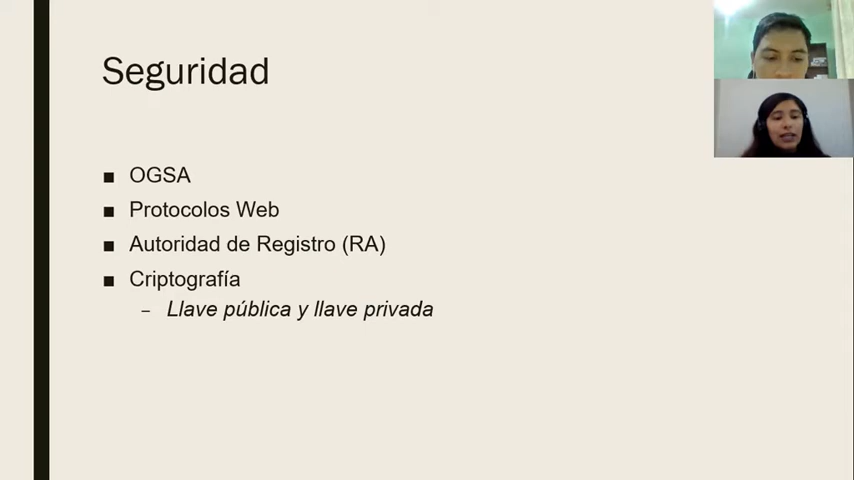 Seguridad
OGSA
Protocolos Web
Autoridad de Registro (RA)
Criptografía
– Llave pública y llave privada